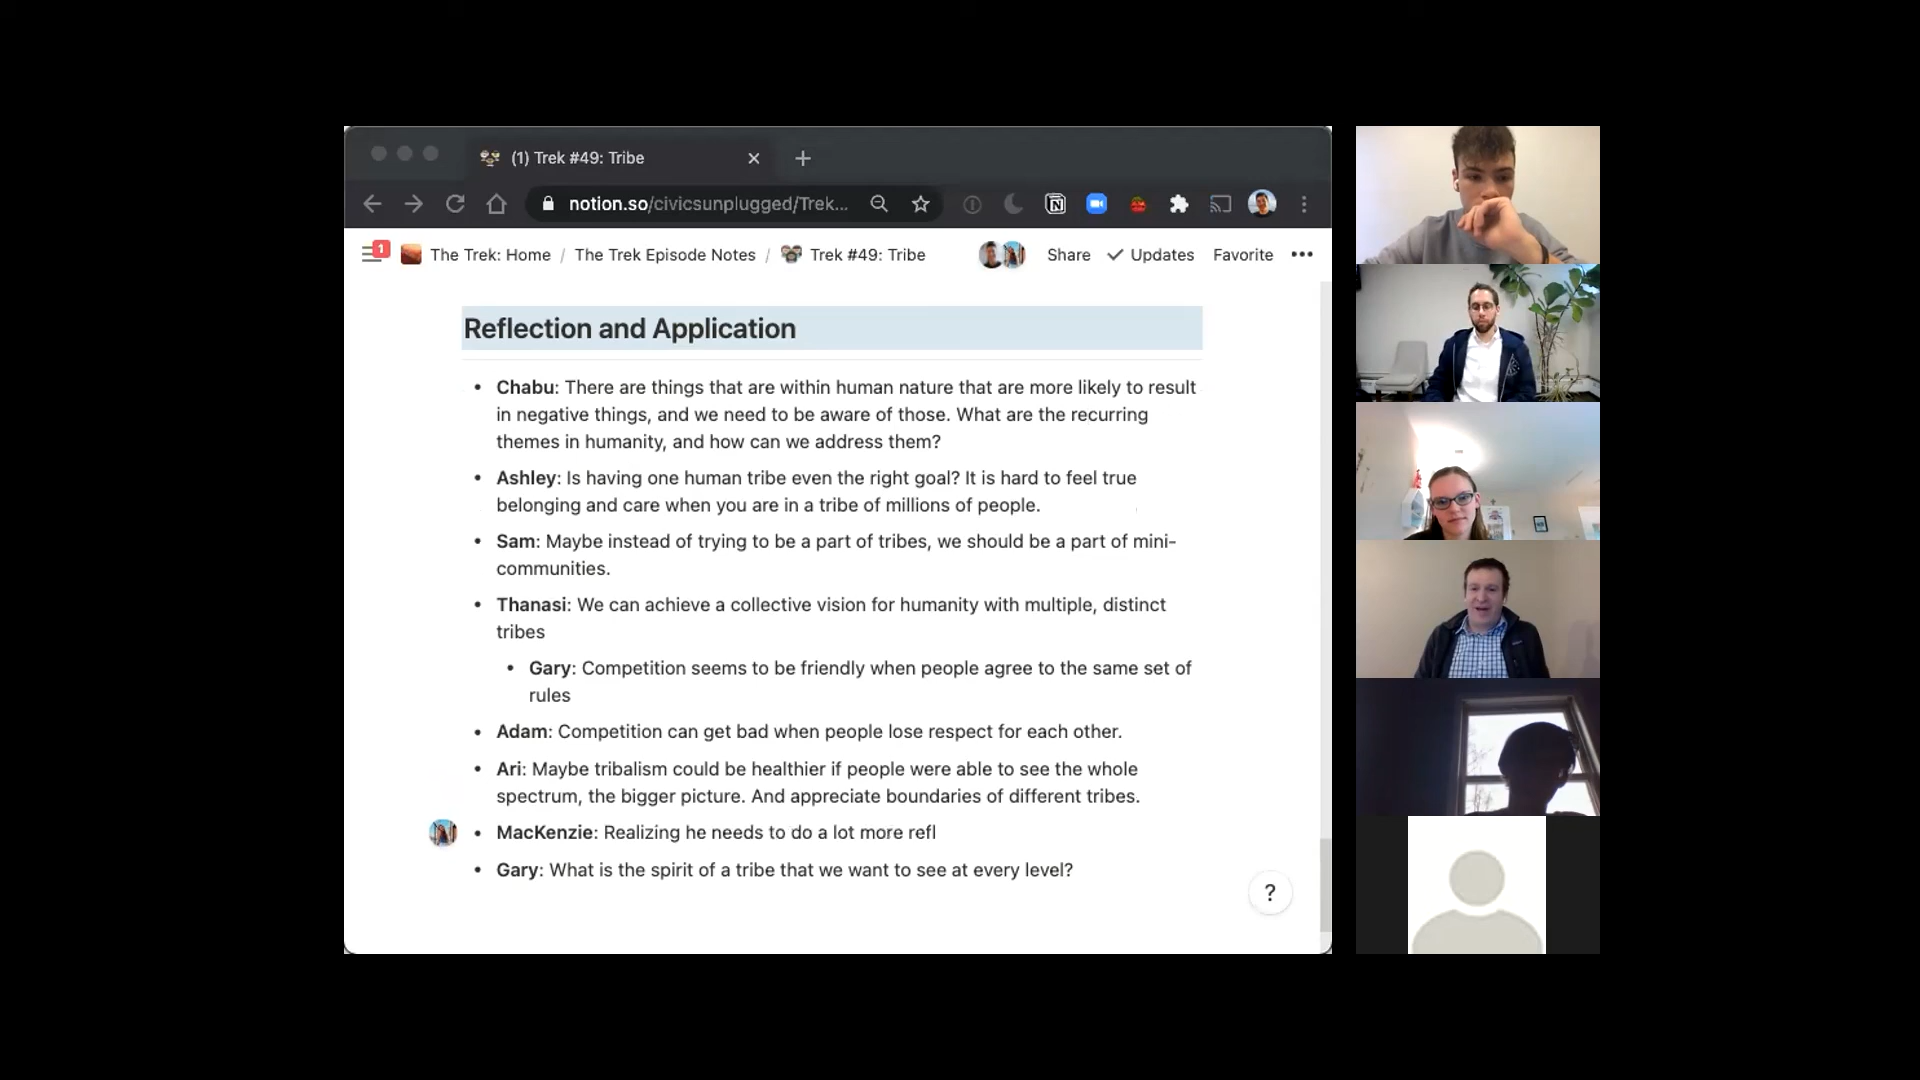 (1) Trek #49: Tribe
notion.so/civicsunplugged/Trek...
1
The Trek: Home / The Trek Episode Notes / Trek #49: Tribe
Share Updates Favorite
Reflection and Application
• Chabu: There are things that are within human nature that are more likely to result
in negative things, and we need to be aware of those. What are the recurring
themes in humanity, and how can we address them?
• Ashley: Is having one human tribe even the right goal? It is hard to feel true
belonging and care when you are in a tribe of millions of people.
• Sam: Maybe instead of trying to be a part of tribes, we should be a part of mini-
communities.
• Thanasi: We can achieve a collective vision for humanity with multiple, distinct
tribes
• Gary: Competition seems to be friendly when people agree to the same set of
rules
• Adam: Competition can get bad when people lose respect for each other.
• Ari: Maybe tribalism could be healthier if people were able to see the whole
spectrum, the bigger picture. And appreciate boundaries of different tribes.
• MacKenzie: Realizing he needs to do a lot more refl
• Gary: What is the spirit of a tribe that we want to see at every level?
?